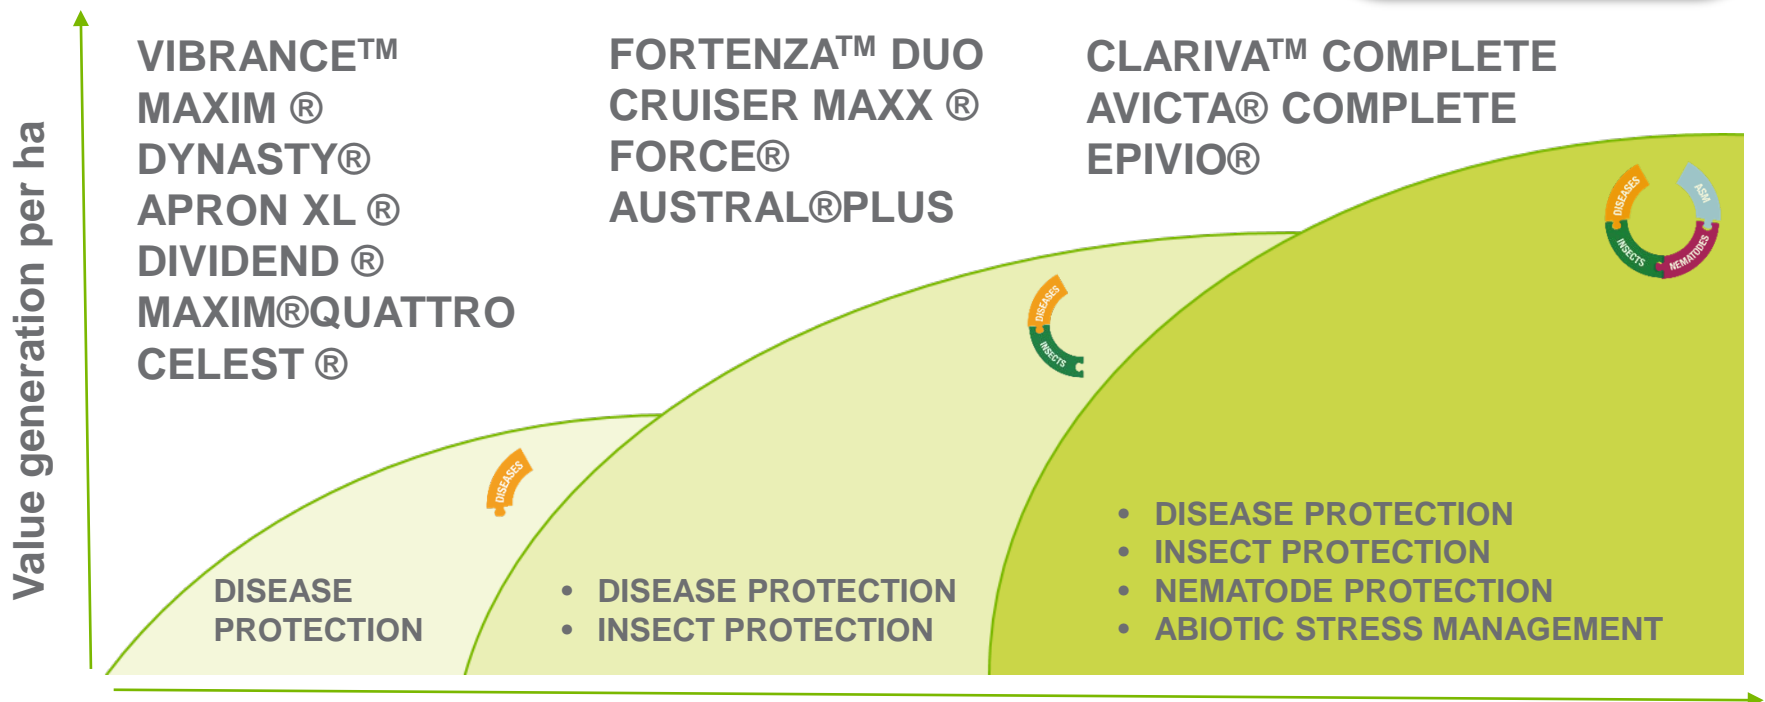 Value generation per ha
VIBRANCE™
MAXIM ®
DYNASTY®
APRON XL ®
DIVIDEND ®
MAXIM®QUATTRO
CELEST ®
FORTENZA™ DUO
CRUISER MAXX ®
FORCE®
AUSTRAL®PLUS
CLARIVA™ COMPLETE
AVICTA® COMPLETE
EPIVIO®
DISEASES
DISEASE
PROTECTION
DISEASES
INSECTS
• DISEASE PROTECTION
• INSECT PROTECTION
DISEASES
INSECTS
NEMATODES
ASM
• DISEASE PROTECTION
• INSECT PROTECTION
• NEMATODE PROTECTION
• ABIOTIC STRESS MANAGEMENT